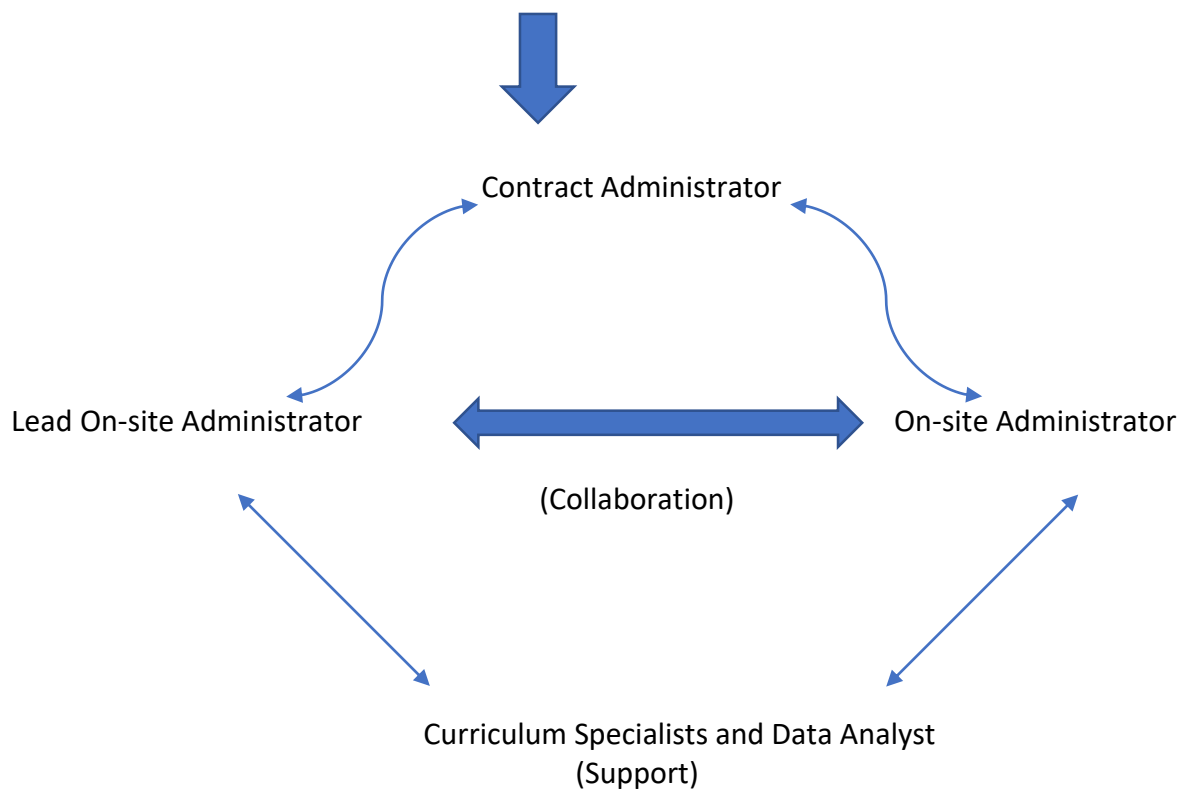 Contract Administrator
Lead On-site Administrator
On-site Administrator
(Collaboration)
Curriculum Specialists and Data Analyst
(Support)